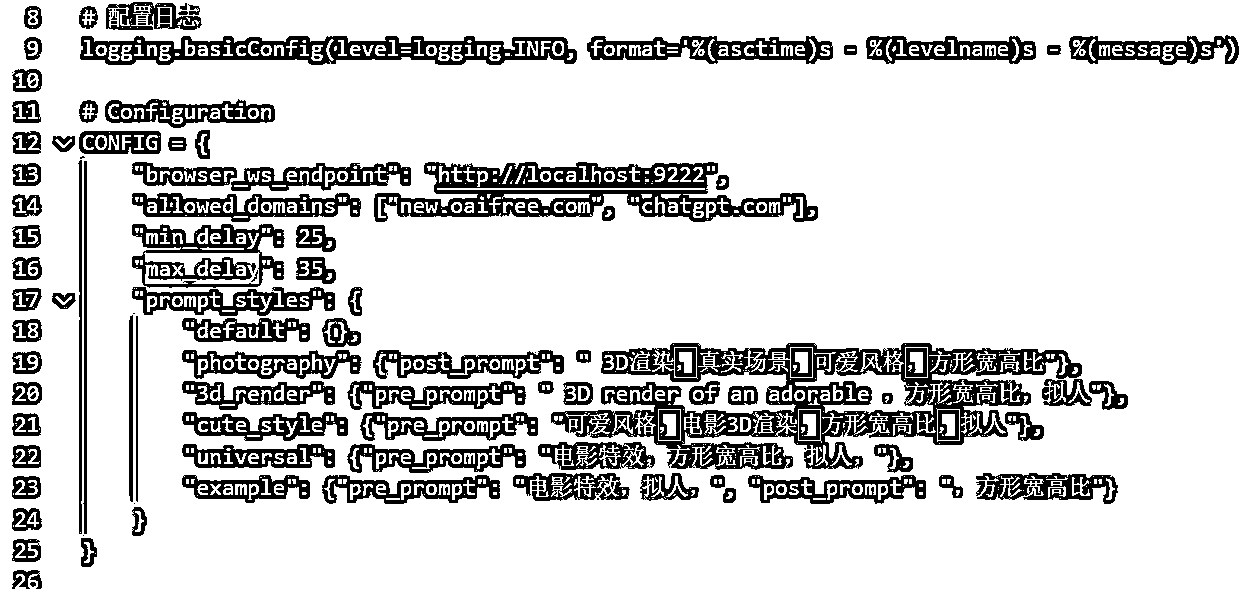 8 # 配置日志
9 logging.basicConfig(level=logging.INFO, format='%(asctime)s - %(levelname)s - %(message)s')
10
11 # Configuration
12 CONFIG = {
13 "browser_ws_endpoint": "http://localhost:9222",
14 "allowed_domains": ["new.oaifree.com", "chatgpt.com"],
15 "min_delay": 25,
16 "max_delay": 35,
17 "prompt_styles": {
18 "default": {},
19 "photography": {"post_prompt": " 3D渲染，真实场景，可爱风格，方形宽高比"},
20 "3d_render": {"pre_prompt": " 3D render of an adorable , 方形宽高比, 拟人"},
21 "cute_style": {"pre_prompt": "可爱风格，电影3D渲染，方形宽高比，拟人"},
22 "universal": {"pre_prompt": "电影特效, 方形宽高比, 拟人, "},
23 "example": {"pre_prompt": "电影特效, 拟人, ", "post_prompt": ", 方形宽高比"}
24 }
25 }
26